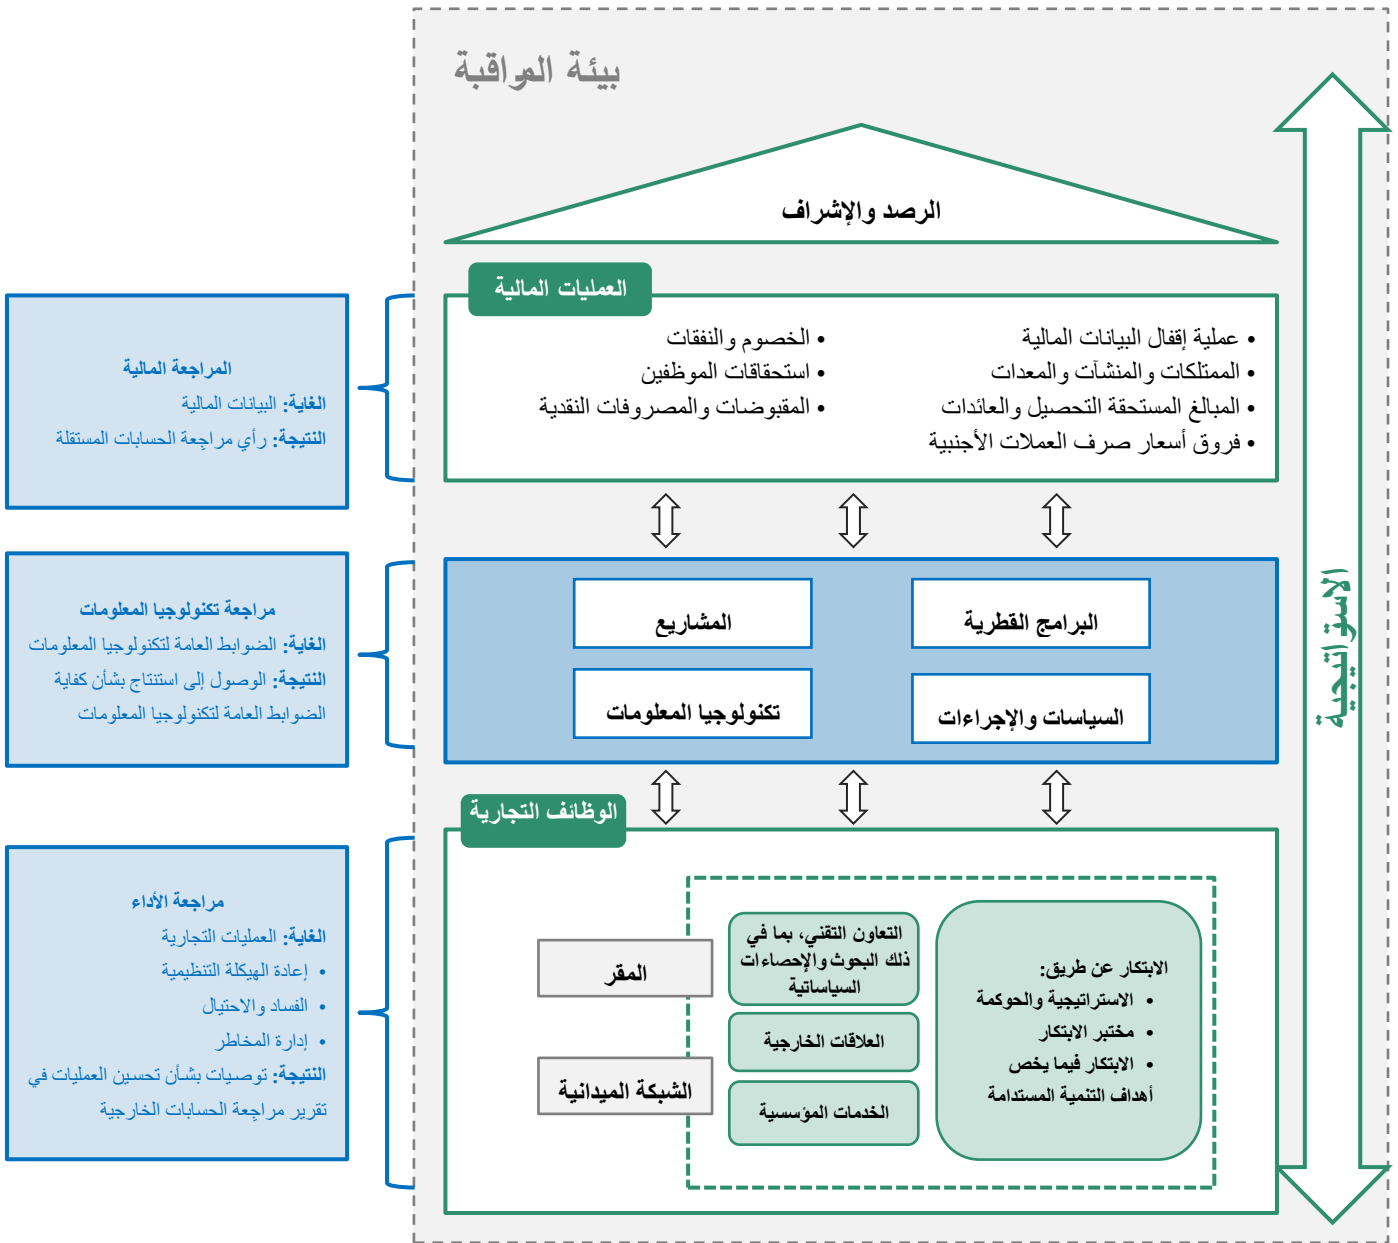 بيئة المراقبة
الرصد والإشراف
العمليات المالية
• عملية إقفال البيانات المالية
• الممتلكات والمنشآت والمعدات
• المبالغ المستحقة التحصيل والعائدات
• فروق أسعار صرف العملات الأجنبية
• الخصوم والنفقات
• استحقاقات الموظفين
• المقبوضات والمصروفات النقدية
المراجعة المالية
الغاية: البيانات المالية
النتيجة: رأي مراجِعة الحسابات المستقلة
الاستراتيجية
البرامج القطرية
المشاريع
السياسات والإجراءات
تكنولوجيا المعلومات
مراجعة تكنولوجيا المعلومات
الغاية: الضوابط العامة لتكنولوجيا المعلومات
النتيجة: الوصول إلى استنتاج بشأن كفاية
الضوابط العامة لتكنولوجيا المعلومات
الوظائف التجارية
الابتكار عن طريق:
• الاستراتيجية والحوكمة
• مختبر الابتكار
• الابتكار فيما يخص
أهداف التنمية المستدامة
التعاون التقني، بما في
ذلك البحوث والإحصاءات
السياساتية
العلاقات الخارجية
الخدمات المؤسسية
المقر
الشبكة الميدانية
مراجعة الأداء
الغاية: العمليات التجارية
• إعادة الهيكلة التنظيمية
• الفساد والاحتيال
• إدارة المخاطر
النتيجة: توصيات بشأن تحسين العمليات في
تقرير مراجِعة الحسابات الخارجية